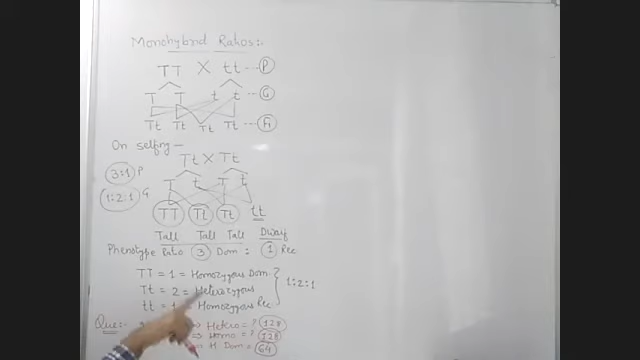 Monohybrid Ratios:-
TT X tt --- P
T T t t --- G
Tt Tt Tt Tt --- F1
On selfing -
Tt X Tt
3:1 P
T t T t
1:2:1 G
TT Tt Tt tt
Tall Tall Tall Dwarf
Phenotype Ratio 3 Dom : 1 Rec
TT = 1 = Homozygous Dom
Tt = 2 = Heterozygous 1:2:1
tt = 1 = Homozygous Rec
Que:- ⇒ Hetero = ? 128
⇒ Homo = ? 128
H Dom = 64